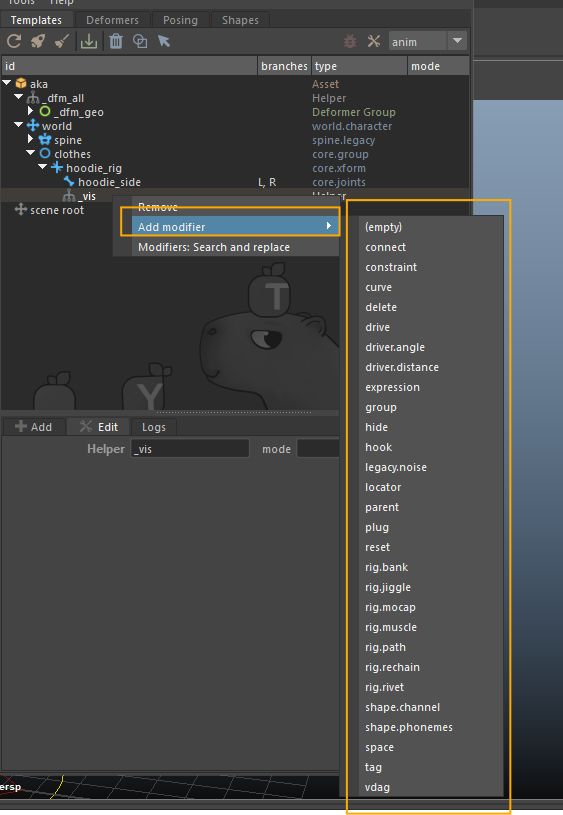 Tools Help
Templates Deformers Posing Shapes
anim
id branches type mode
aka Asset
_dfm_all Helper
_dfm_geo Deformer Group
world world.character
spine spine.legacy
clothes core.group
hoodie_rig core.xform
hoodie_side L, R core.joints
_vis Helper
scene root
Remove
Add modifier
Modifiers: Search and replace
(empty)
connect
constraint
curve
delete
drive
driver.angle
driver.distance
expression
group
hide
hook
legacy.noise
locator
parent
plug
reset
rig.bank
rig.jiggle
rig.mocap
rig.muscle
rig.path
rig.rechain
rig.rivet
shape.channel
shape.phonemes
space
tag
vdag
T
Y
Add Edit Logs
Helper _vis mode
persp